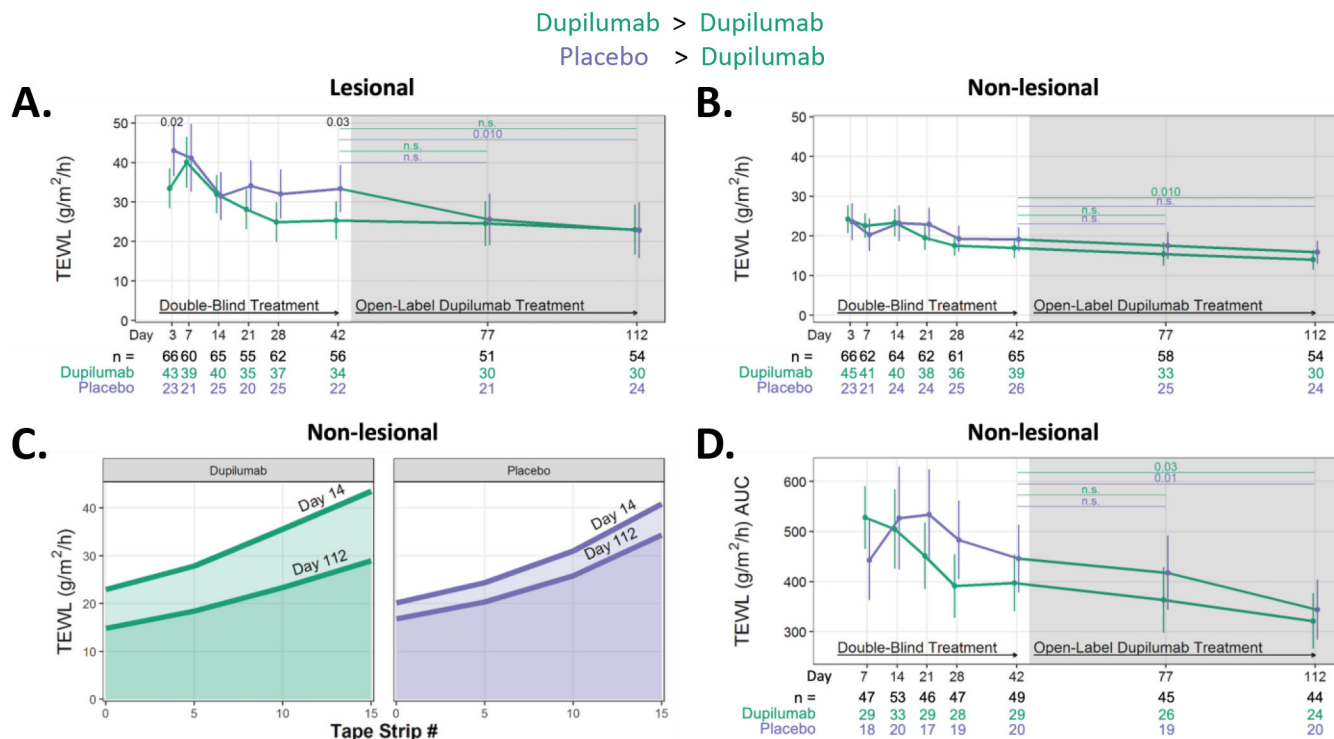 Dupilumab > Dupilumab
Placebo > Dupilumab
A.
Lesional
TEWL (g/m²/h)
50
40
30
20
10
0
0.02
0.03
n.s.
0.010
n.s.
n.s.
Double-Blind Treatment
Open-Label Dupilumab Treatment
Day 3 7 14 21 28 42 77 112
n = 66 60 65 55 62 56 51 54
Dupilumab 43 39 40 35 37 34 30 30
Placebo 23 21 25 20 25 22 21 24
B.
Non-lesional
TEWL (g/m²/h)
50
40
30
20
10
0
0.010
n.s.
n.s.
n.s.
Double-Blind Treatment
Open-Label Dupilumab Treatment
Day 3 7 14 21 28 42 77 112
n = 66 62 64 62 61 65 58 54
Dupilumab 45 41 40 38 36 39 33 30
Placebo 23 21 24 24 25 26 25 24
C.
Non-lesional
Dupilumab
Placebo
TEWL (g/m²/h)
40
30
20
10
0
Day 14
Day 112
Day 14
Day 112
0 5 10 15
0 5 10 15
Tape Strip #
D.
Non-lesional
TEWL (g/m²/h) AUC
600
500
400
300
0.03
0.01
n.s.
n.s.
Double-Blind Treatment
Open-Label Dupilumab Treatment
Day 7 14 21 28 42 77 112
n = 47 53 46 47 49 45 44
Dupilumab 29 33 29 28 29 26 24
Placebo 18 20 17 19 20 19 20